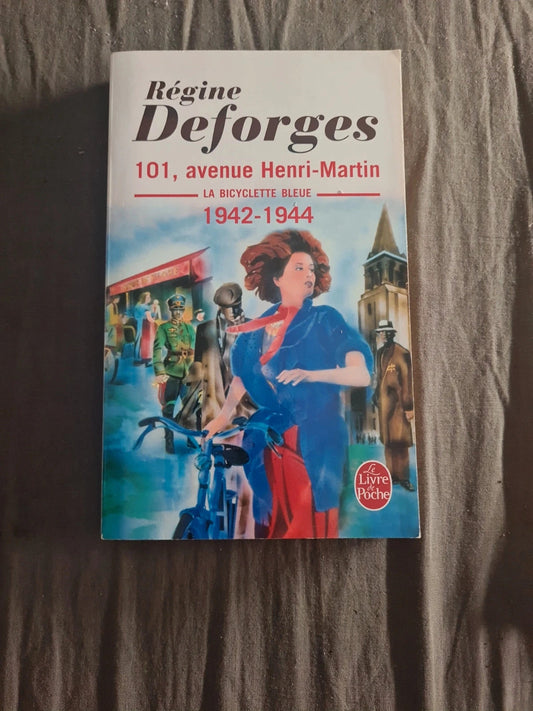 Régine
Deforges
101, avenue Henri-Martin
LA BICYCLETTE BLEUE
1942-1944
Le
Livre
de
Poche